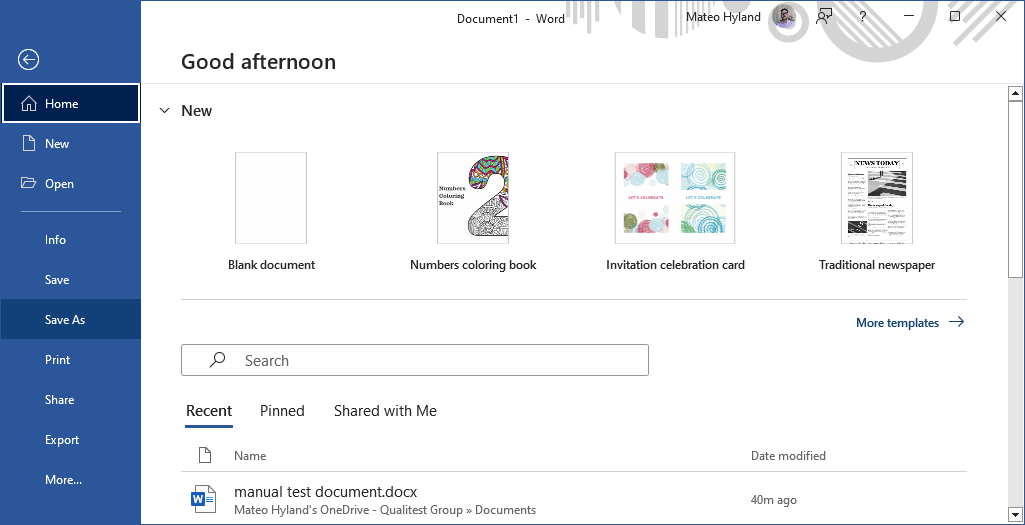 Document1 - Word
Mateo Hyland
?
Good afternoon
Home
New
Open
Info
Save
Save As
Print
Share
Export
More...
New
Numbers
Coloring
Book
2
LET'S CELEBRATE
LET'S CELEBRATE
NEWS TODAY
Blank document
Numbers coloring book
Invitation celebration card
Traditional newspaper
More templates
Search
Recent
Pinned
Shared with Me
Name
Date modified
W
manual test document.docx
Mateo Hyland's OneDrive - Qualitest Group » Documents
40m ago